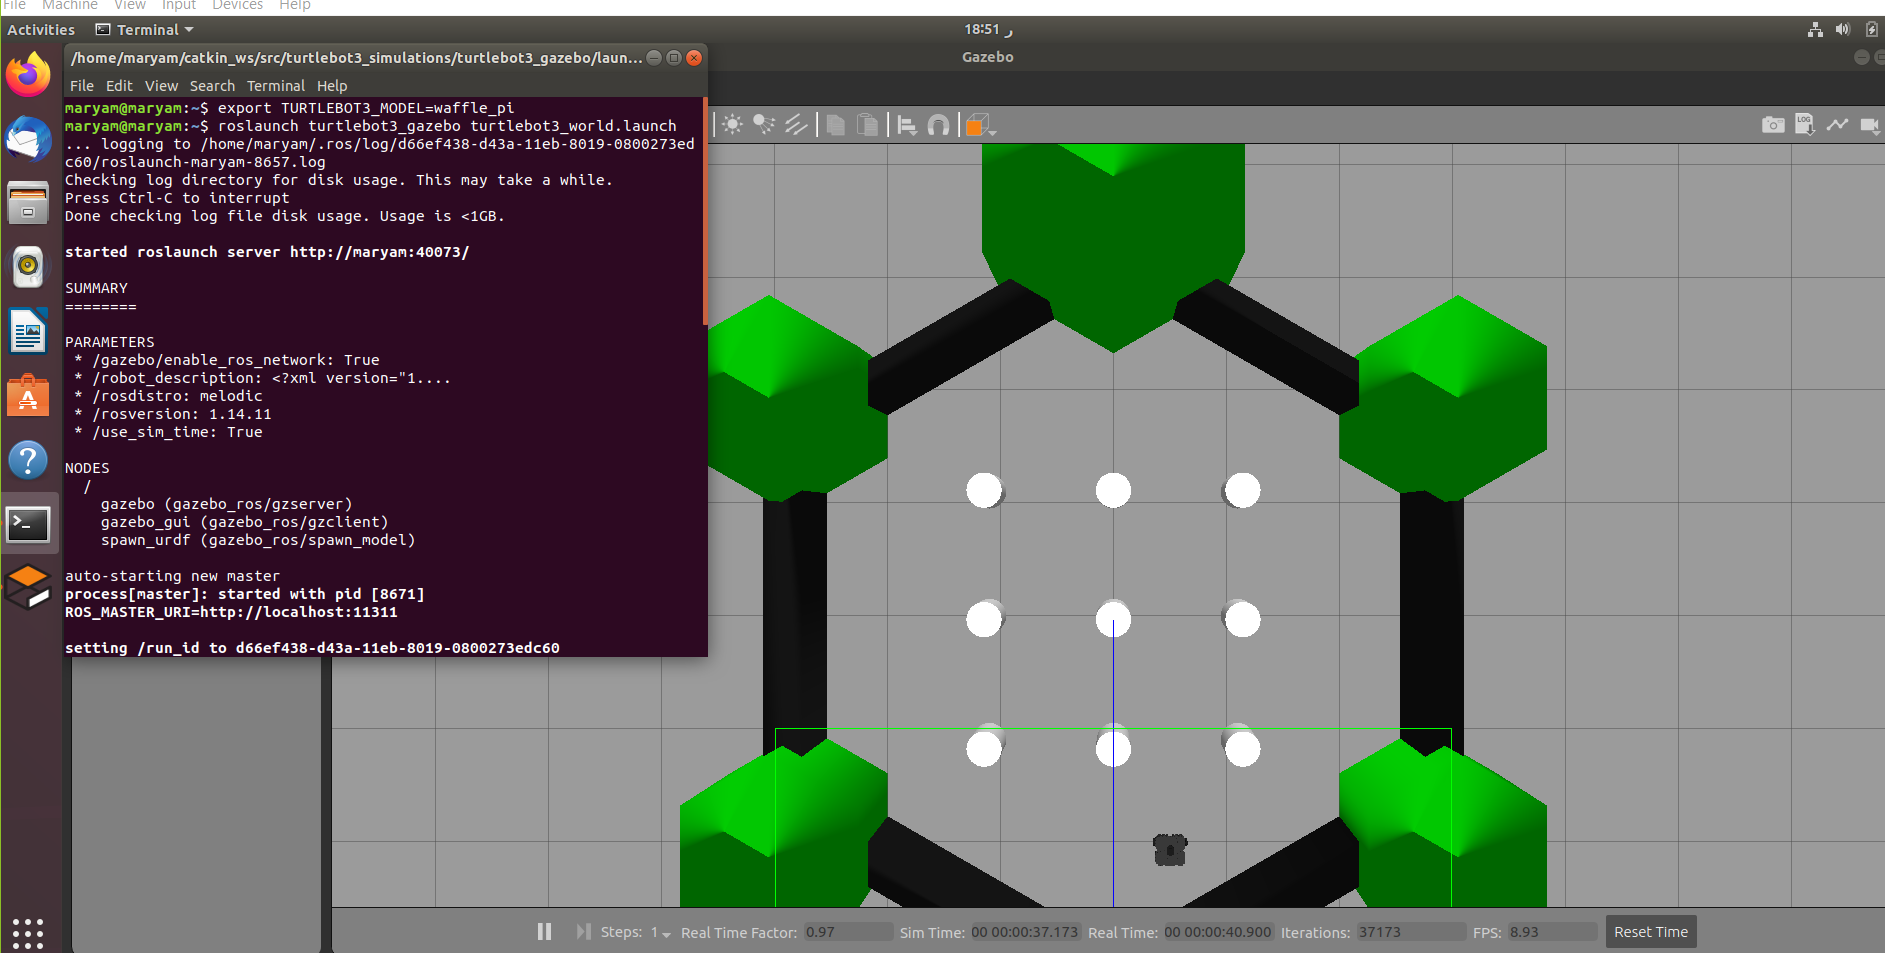 File Machine View Input Devices Help
Activities Terminal 18:51 ر
/home/maryam/catkin_ws/src/turtlebot3_simulations/turtlebot3_gazebo/laun...
Gazebo
File Edit View Search Terminal Help
maryam@maryam:~$ export TURTLEBOT3_MODEL=waffle_pi
maryam@maryam:~$ roslaunch turtlebot3_gazebo turtlebot3_world.launch
... logging to /home/maryam/.ros/log/d66ef438-d43a-11eb-8019-0800273ed
c60/roslaunch-maryam-8657.log
Checking log directory for disk usage. This may take a while.
Press Ctrl-C to interrupt
Done checking log file disk usage. Usage is <1GB.
started roslaunch server http://maryam:40073/
SUMMARY
========
PARAMETERS
* /gazebo/enable_ros_network: True
* /robot_description: <?xml version="1....
* /rosdistro: melodic
* /rosversion: 1.14.11
* /use_sim_time: True
NODES
/
gazebo (gazebo_ros/gzserver)
gazebo_gui (gazebo_ros/gzclient)
spawn_urdf (gazebo_ros/spawn_model)
auto-starting new master
process[master]: started with pid [8671]
ROS_MASTER_URI=http://localhost:11311
setting /run_id to d66ef438-d43a-11eb-8019-0800273edc60
LOG
Steps: 1 Real Time Factor: 0.97 Sim Time: 00 00:00:37.173 Real Time: 00 00:00:40.900 Iterations: 37173 FPS: 8.93 Reset Time